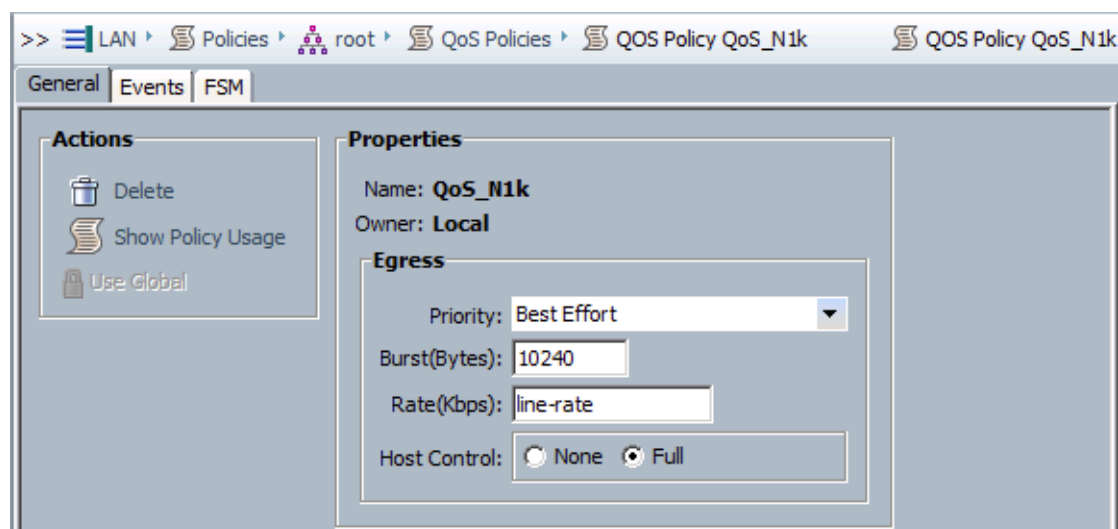 >> LAN Policies root QoS Policies QOS Policy QoS_N1k QOS Policy QoS_N1k
General Events FSM
Actions
Delete
Show Policy Usage
Use Global
Properties
Name: QoS_N1k
Owner: Local
Egress
Priority: Best Effort
Burst(Bytes): 10240
Rate(Kbps): line-rate
Host Control: None Full